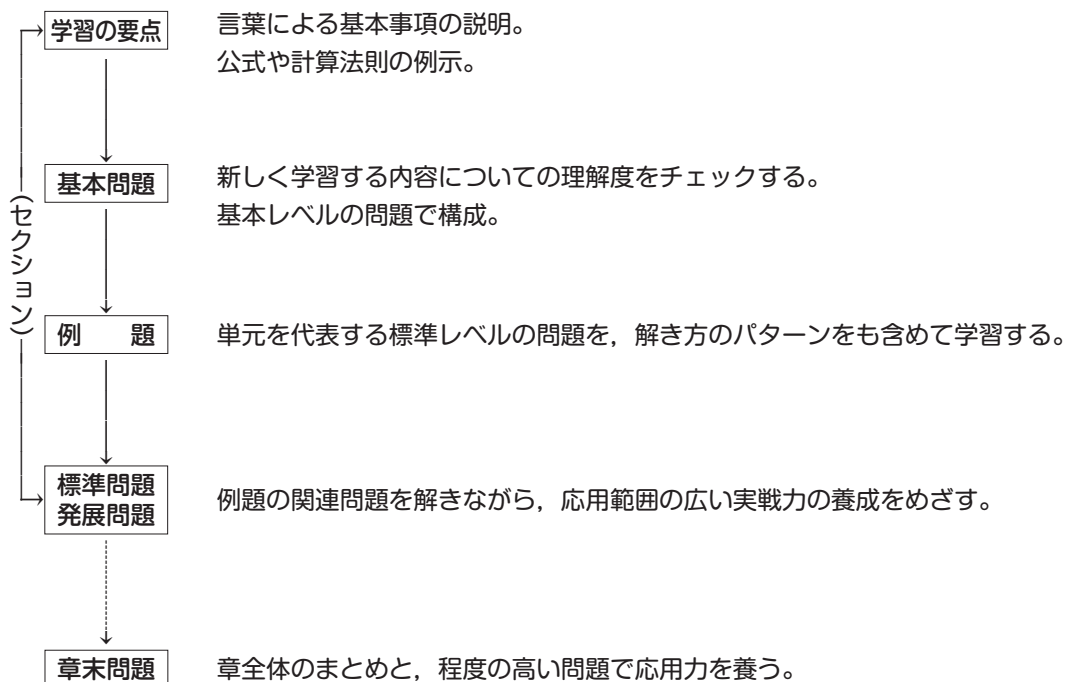 学習の要点
言葉による基本事項の説明。
公式や計算法則の例示。
基本問題
新しく学習する内容についての理解度をチェックする。
基本レベルの問題で構成。
(セクション)
例　　題
単元を代表する標準レベルの問題を，解き方のパターンをも含めて学習する。
標準問題
発展問題
例題の関連問題を解きながら，応用範囲の広い実戦力の養成をめざす。
章末問題
章全体のまとめと，程度の高い問題で応用力を養う。